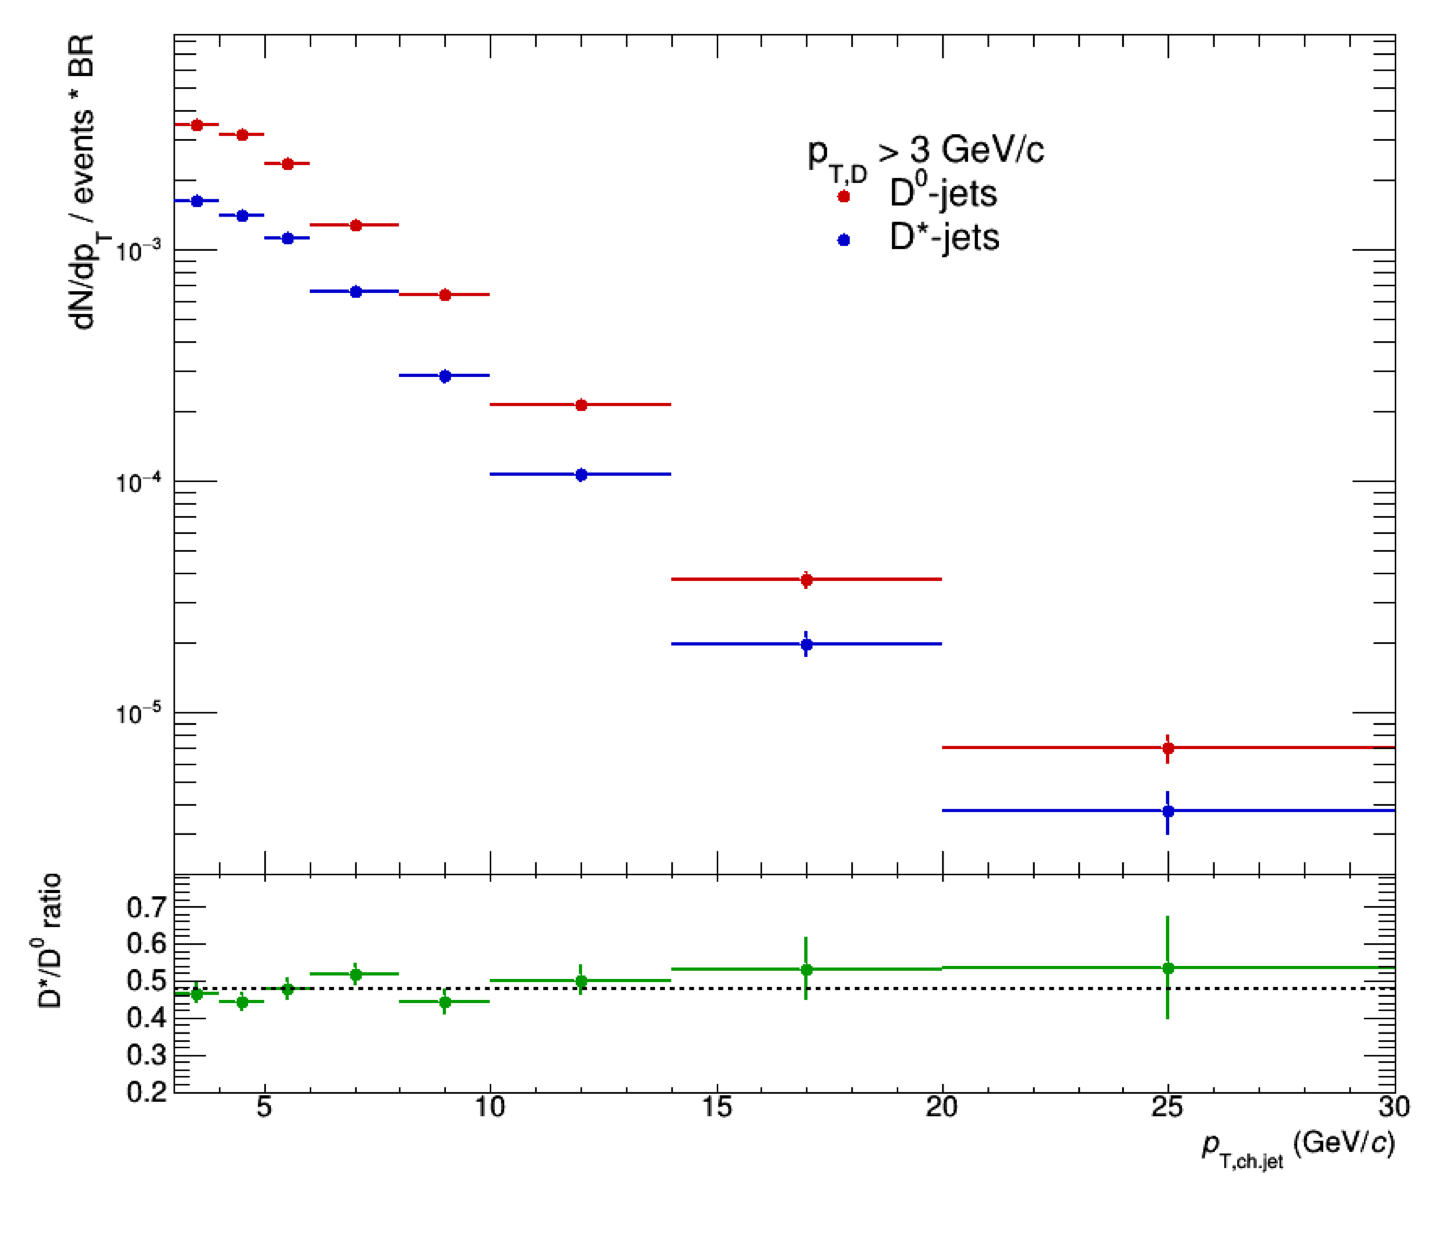 dN/dp_T / events * BR
p_T,D > 3 GeV/c
D⁰-jets
D*-jets
10⁻³
10⁻⁴
10⁻⁵
D*/D⁰ ratio
0.7
0.6
0.5
0.4
0.3
0.2
5 10 15 20 25 30
p_T,ch.jet (GeV/c)